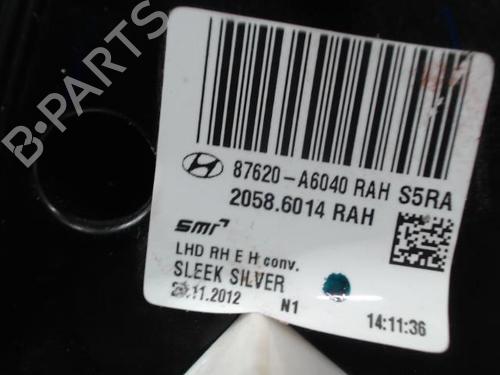 B-PARTS
87620-A6040 RAH S5RA
2058.6014 RAH
smr
LHD RH E H conv.
SLEEK SILVER
.11.2012 N1 14:11:36